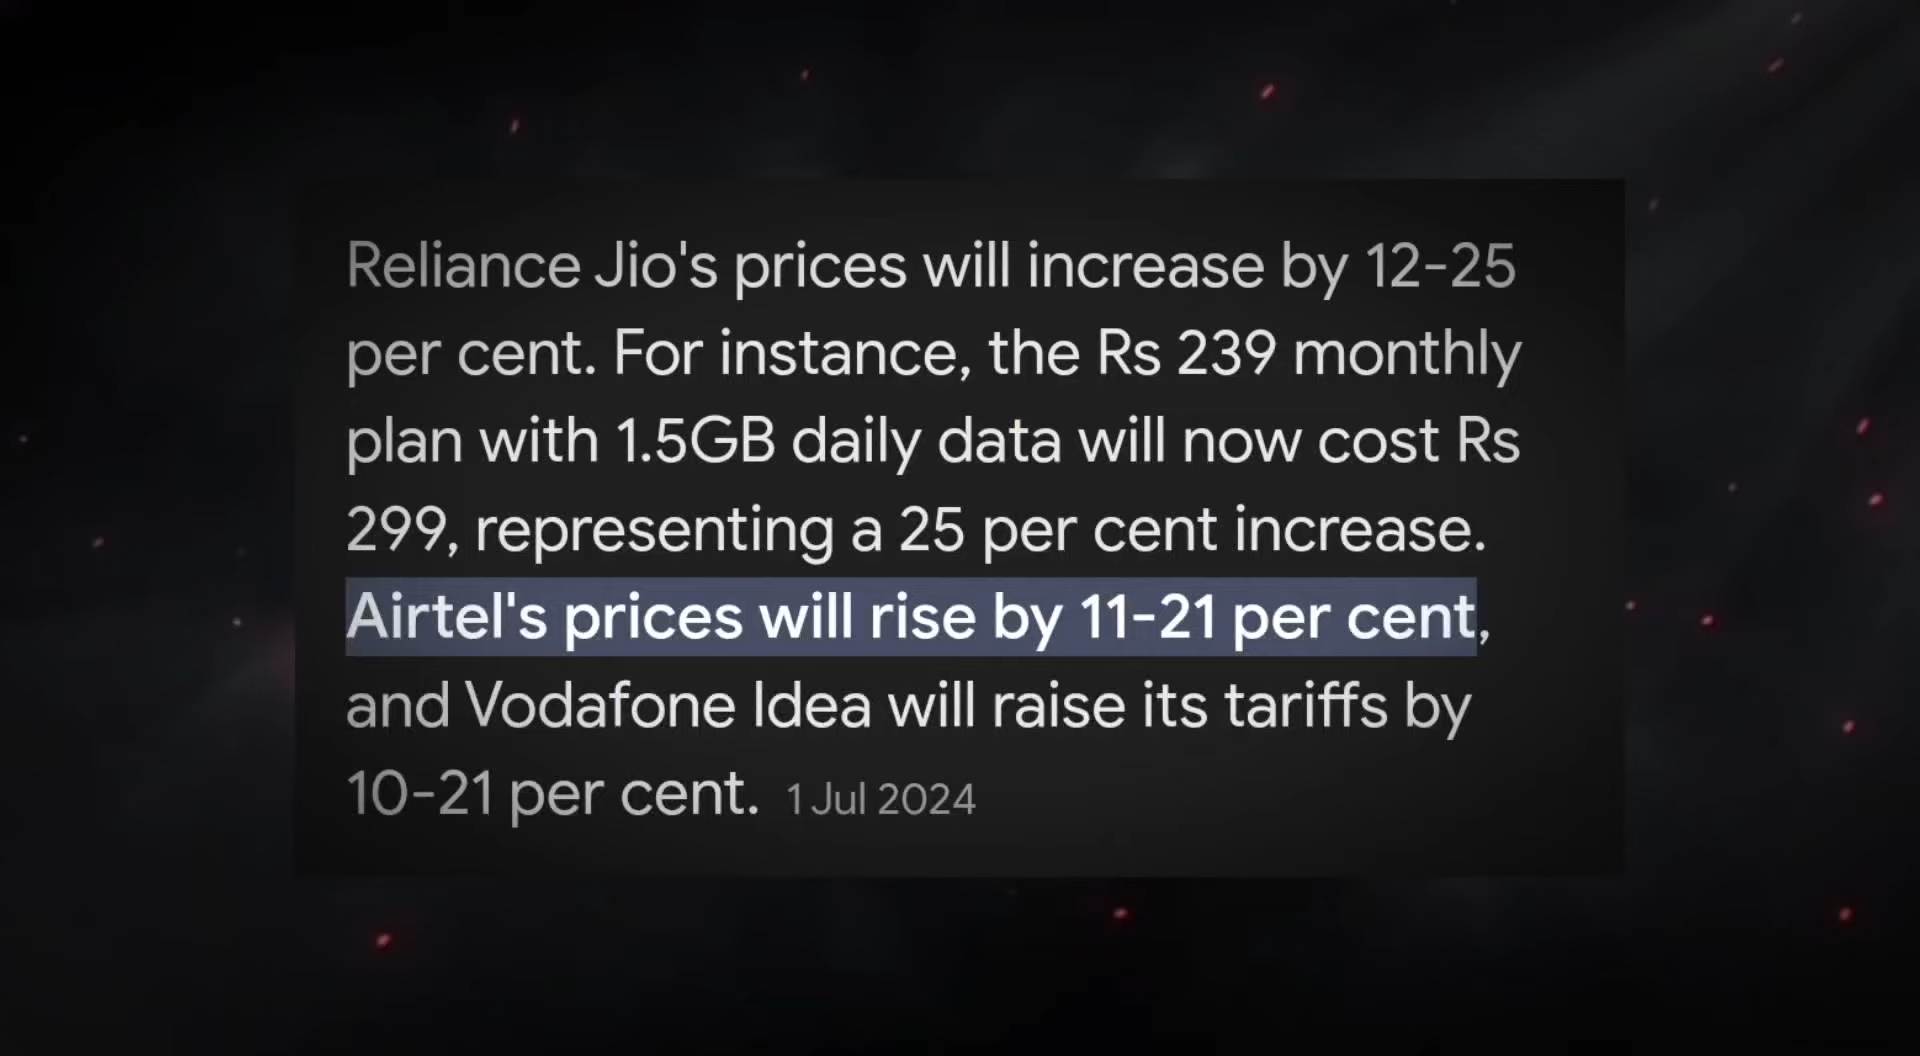 Reliance Jio's prices will increase by 12-25
per cent. For instance, the Rs 239 monthly
plan with 1.5GB daily data will now cost Rs
299, representing a 25 per cent increase.
Airtel's prices will rise by 11-21 per cent,
and Vodafone Idea will raise its tariffs by
10-21 per cent. 1 Jul 2024